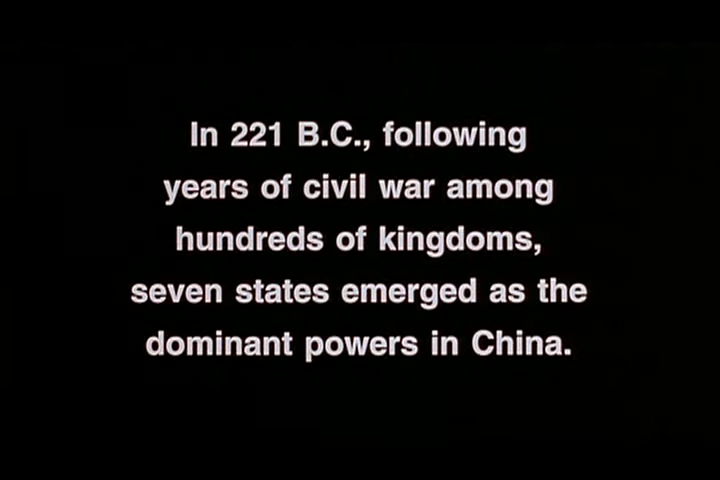 In 221 B.C., following
years of civil war among
hundreds of kingdoms,
seven states emerged as the
dominant powers in China.